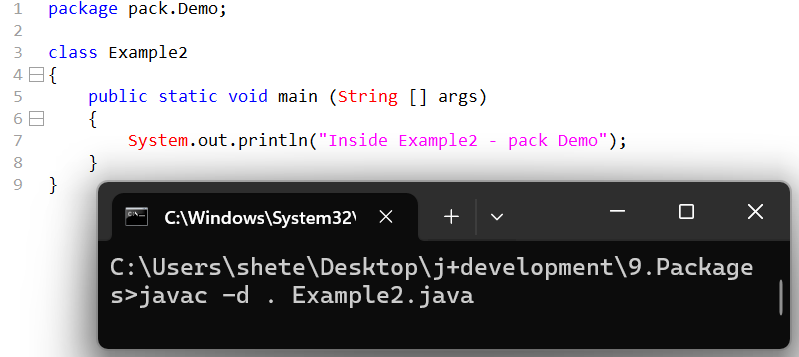 1 package pack.Demo;
2
3 class Example2
4 {
5 public static void main (String [] args)
6 {
7 System.out.println("Inside Example2 - pack Demo");
8 }
9 }
C:\Windows\System32\
C:\Users\shete\Desktop\j+development\9.Package
s>javac -d . Example2.java